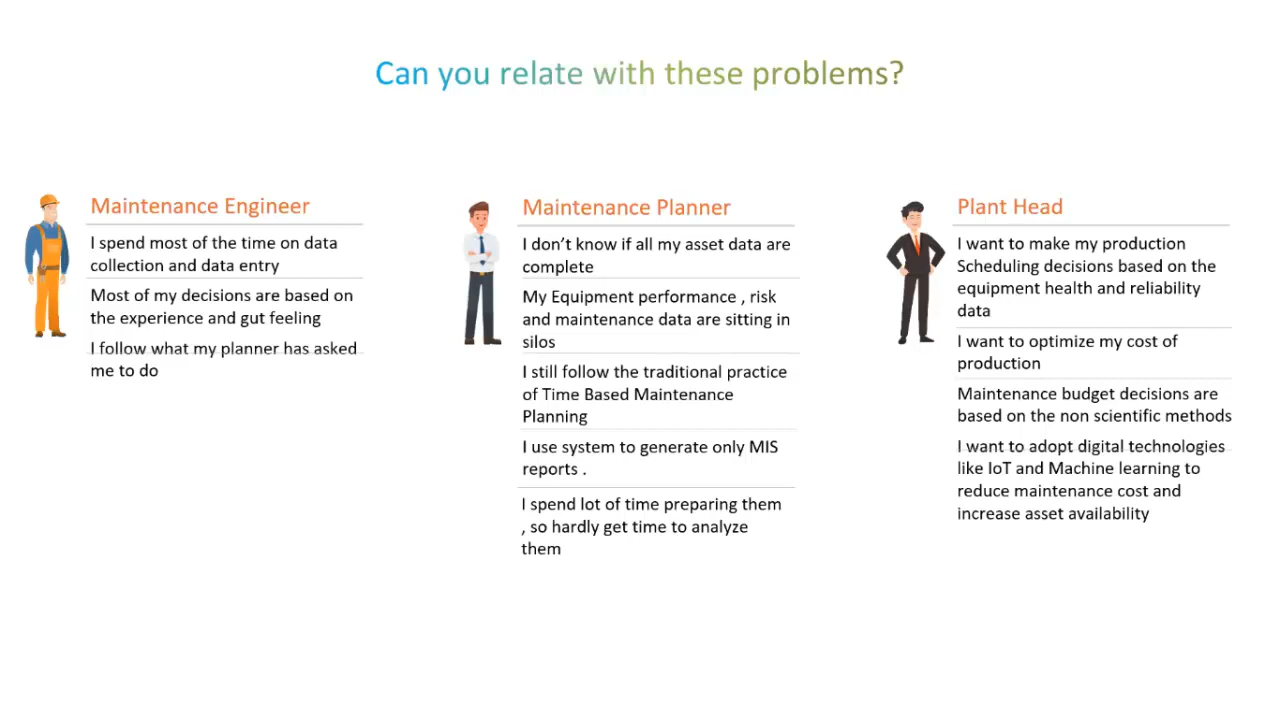 Can you relate with these problems?
Maintenance Engineer
I spend most of the time on data
collection and data entry
Most of my decisions are based on
the experience and gut feeling
I follow what my planner has asked
me to do
Maintenance Planner
I don’t know if all my asset data are
complete
My Equipment performance , risk
and maintenance data are sitting in
silos
I still follow the traditional practice
of Time Based Maintenance
Planning
I use system to generate only MIS
reports .
I spend lot of time preparing them
, so hardly get time to analyze
them
Plant Head
I want to make my production
Scheduling decisions based on the
equipment health and reliability
data
I want to optimize my cost of
production
Maintenance budget decisions are
based on the non scientific methods
I want to adopt digital technologies
like IoT and Machine learning to
reduce maintenance cost and
increase asset availability